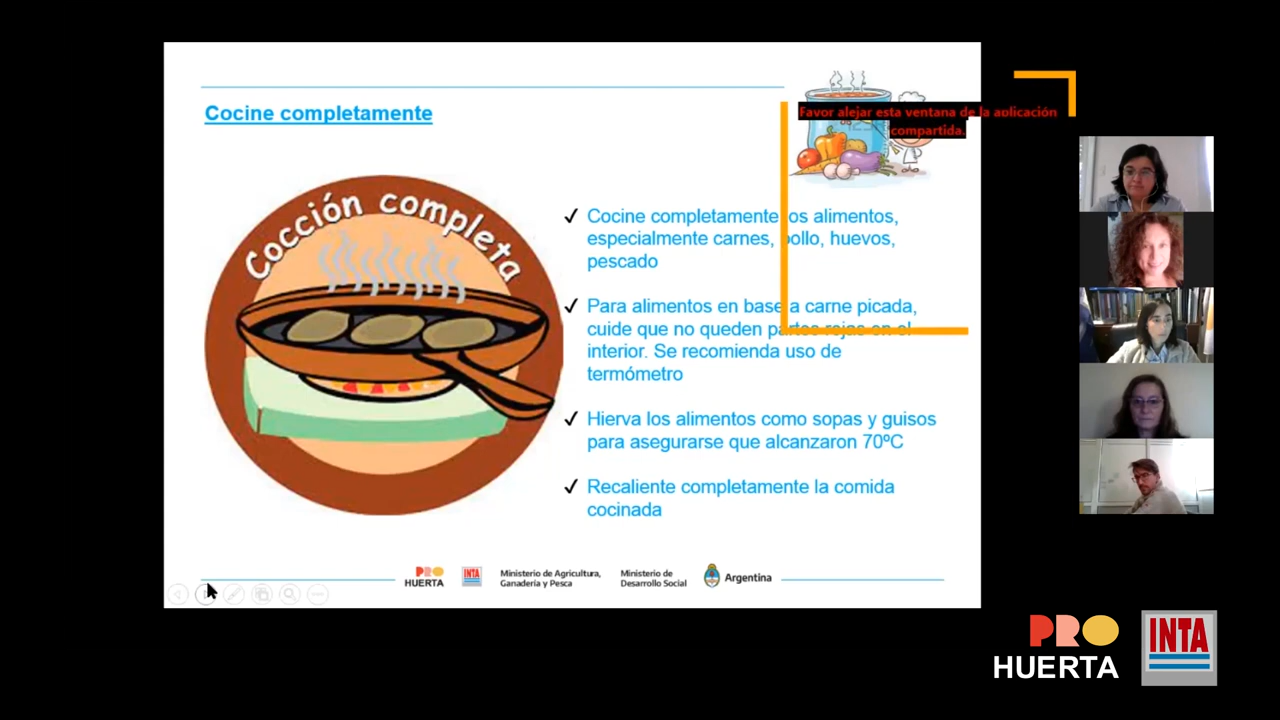 Cocine completamente
Favor alejar esta ventana de la aplicación
compartida.
Cocción completa
✓ Cocine completamente los alimentos,
especialmente carnes, pollo, huevos,
pescado
✓ Para alimentos en base a carne picada,
cuide que no queden partes rojas en el
interior. Se recomienda uso de
termómetro
✓ Hierva los alimentos como sopas y guisos
para asegurarse que alcanzaron 70ºC
✓ Recaliente completamente la comida
cocinada
PRO
HUERTA
INTA
Ministerio de Agricultura,
Ganadería y Pesca
Ministerio de
Desarrollo Social
Argentina
PRO
HUERTA
INTA